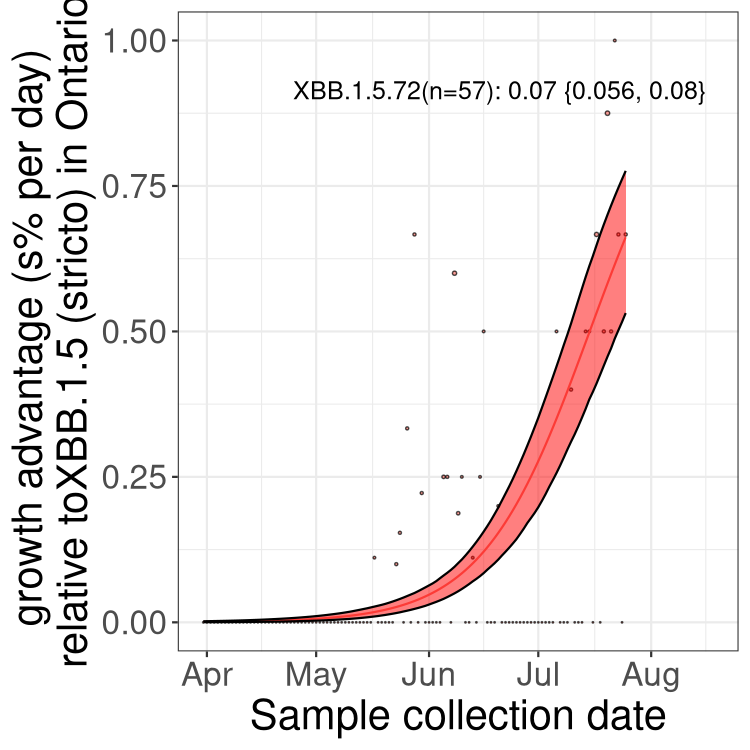 growth advantage (s% per day)
relative toXBB.1.5 (stricto) in Ontario
1.00
0.75
0.50
0.25
0.00
XBB.1.5.72(n=57): 0.07 {0.056, 0.08}
Apr May Jun Jul Aug
Sample collection date